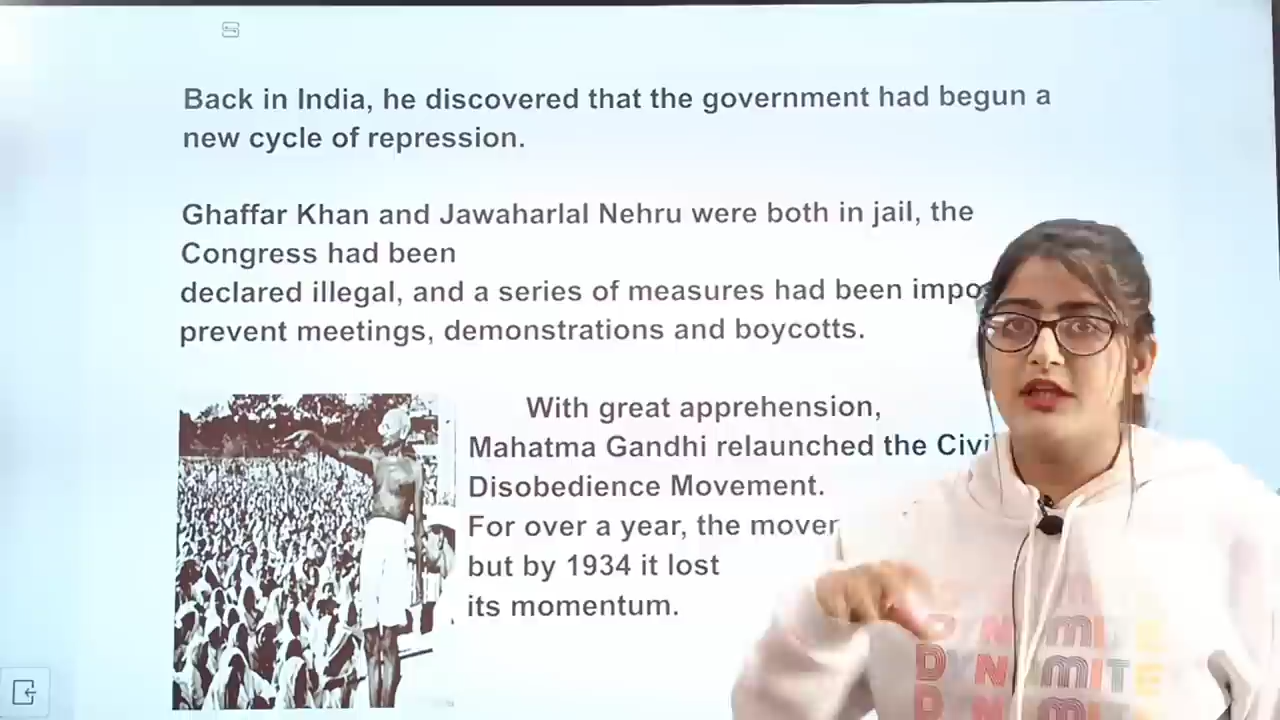 Back in India, he discovered that the government had begun a
new cycle of repression.
Ghaffar Khan and Jawaharlal Nehru were both in jail, the
Congress had been
declared illegal, and a series of measures had been
prevent meetings, demonstrations and boycotts.
With great apprehension,
Mahatma Gandhi relaunched the
Disobedience Movement.
For over a year, the
but by 1934 it lost
its momentum.
DYNAMITE